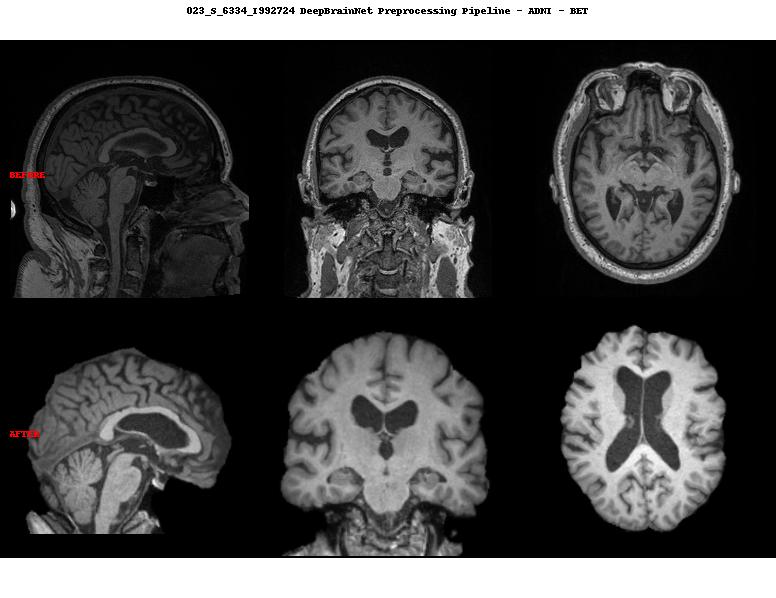 023_S_6334_I992724 DeepBrainNet Preprocessing Pipeline - ADNI - BET
BEFORE
AFTER